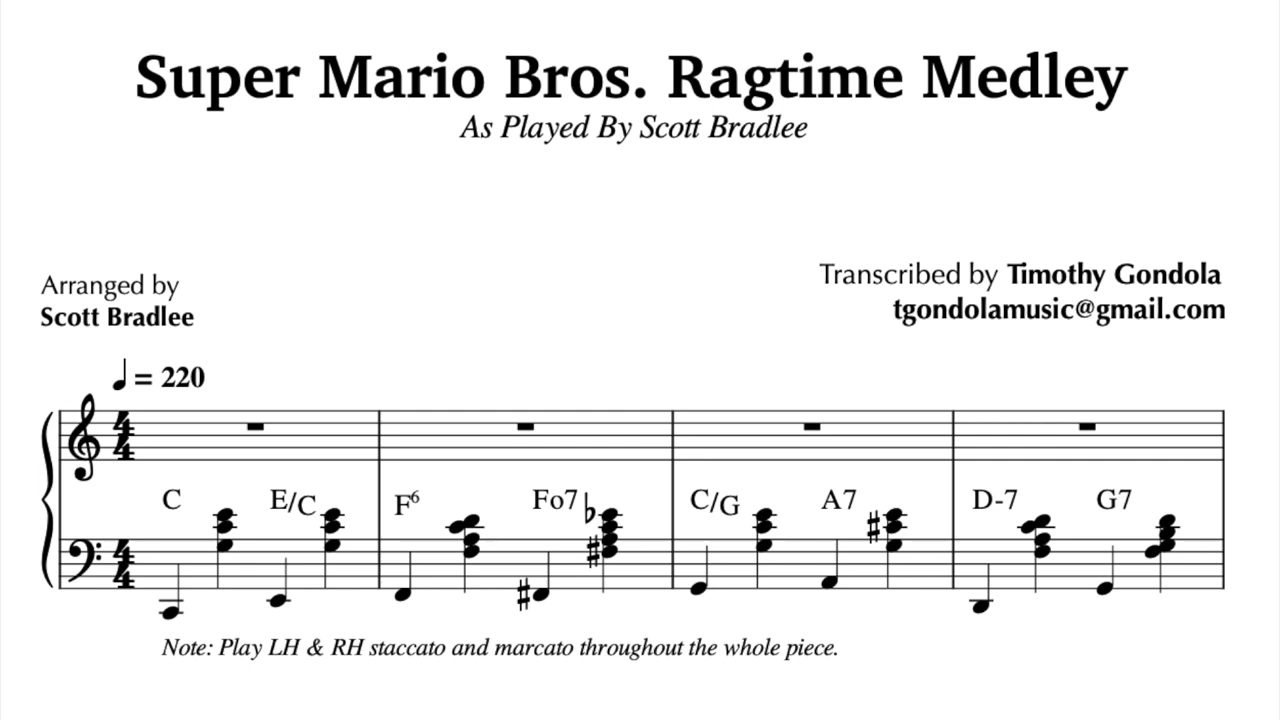 Super Mario Bros. Ragtime Medley
As Played By Scott Bradlee
Arranged by
Scott Bradlee
Transcribed by Timothy Gondola
tgondolamusic@gmail.com
♩ = 220
C E/C F6 Fo7 C/G A7 D-7 G7
Note: Play LH & RH staccato and marcato throughout the whole piece.